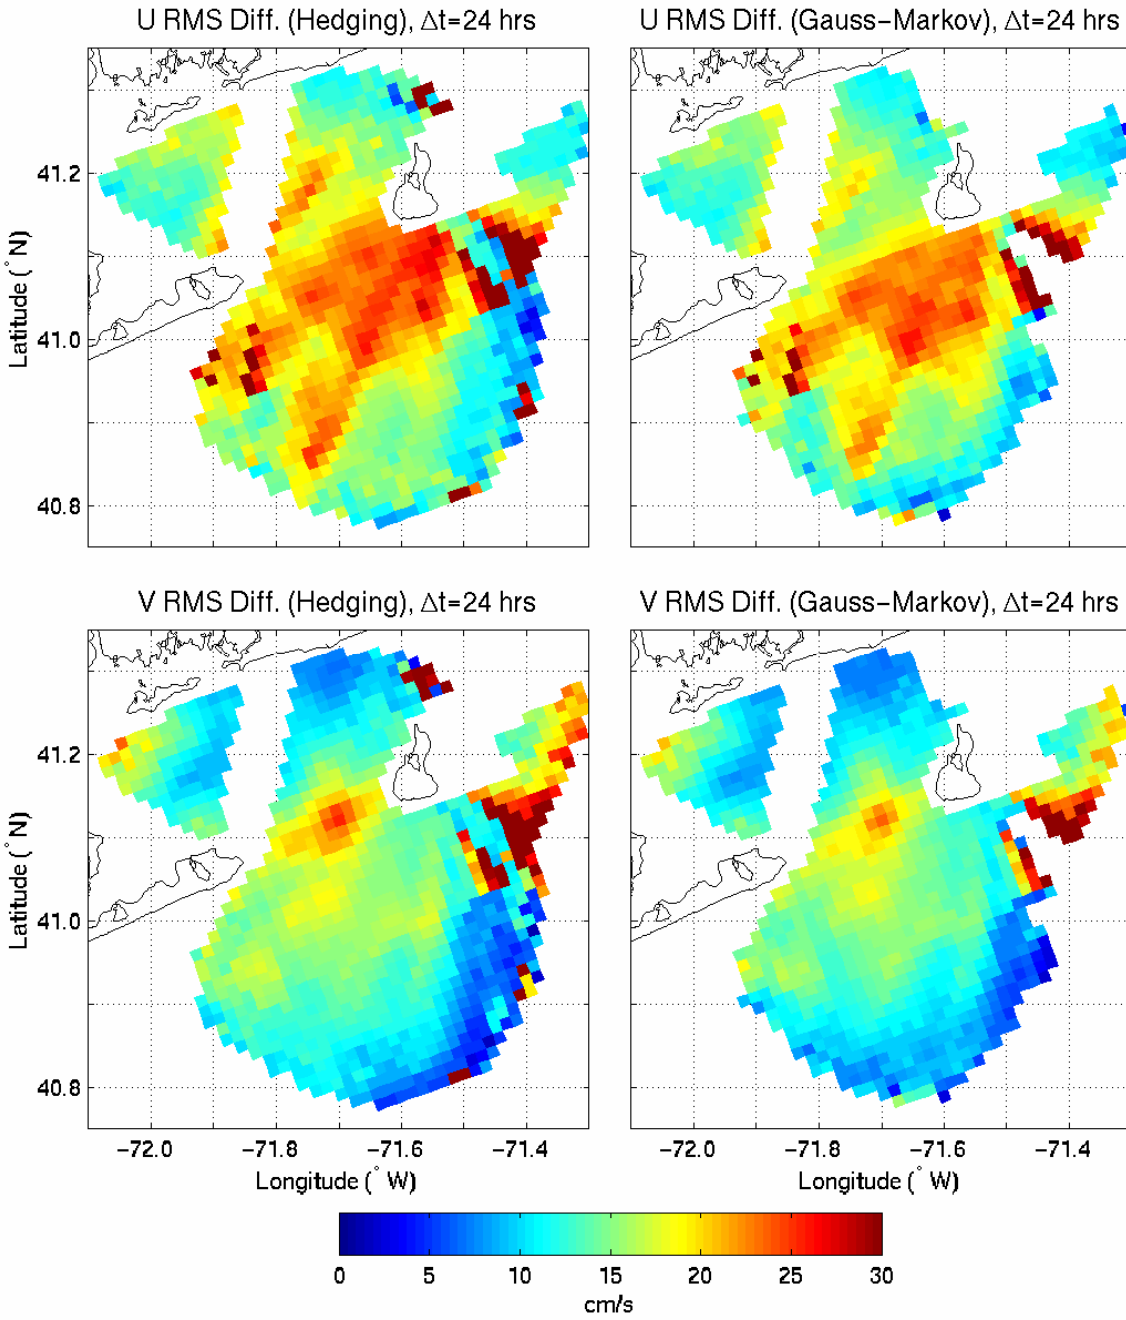 U RMS Diff. (Hedging), Δt=24 hrs
U RMS Diff. (Gauss−Markov), Δt=24 hrs
Latitude (° N)
41.2
41.0
40.8
V RMS Diff. (Hedging), Δt=24 hrs
V RMS Diff. (Gauss−Markov), Δt=24 hrs
Latitude (° N)
41.2
41.0
40.8
−72.0 −71.8 −71.6 −71.4
−72.0 −71.8 −71.6 −71.4
Longitude (° W)
Longitude (° W)
0 5 10 15 20 25 30
cm/s